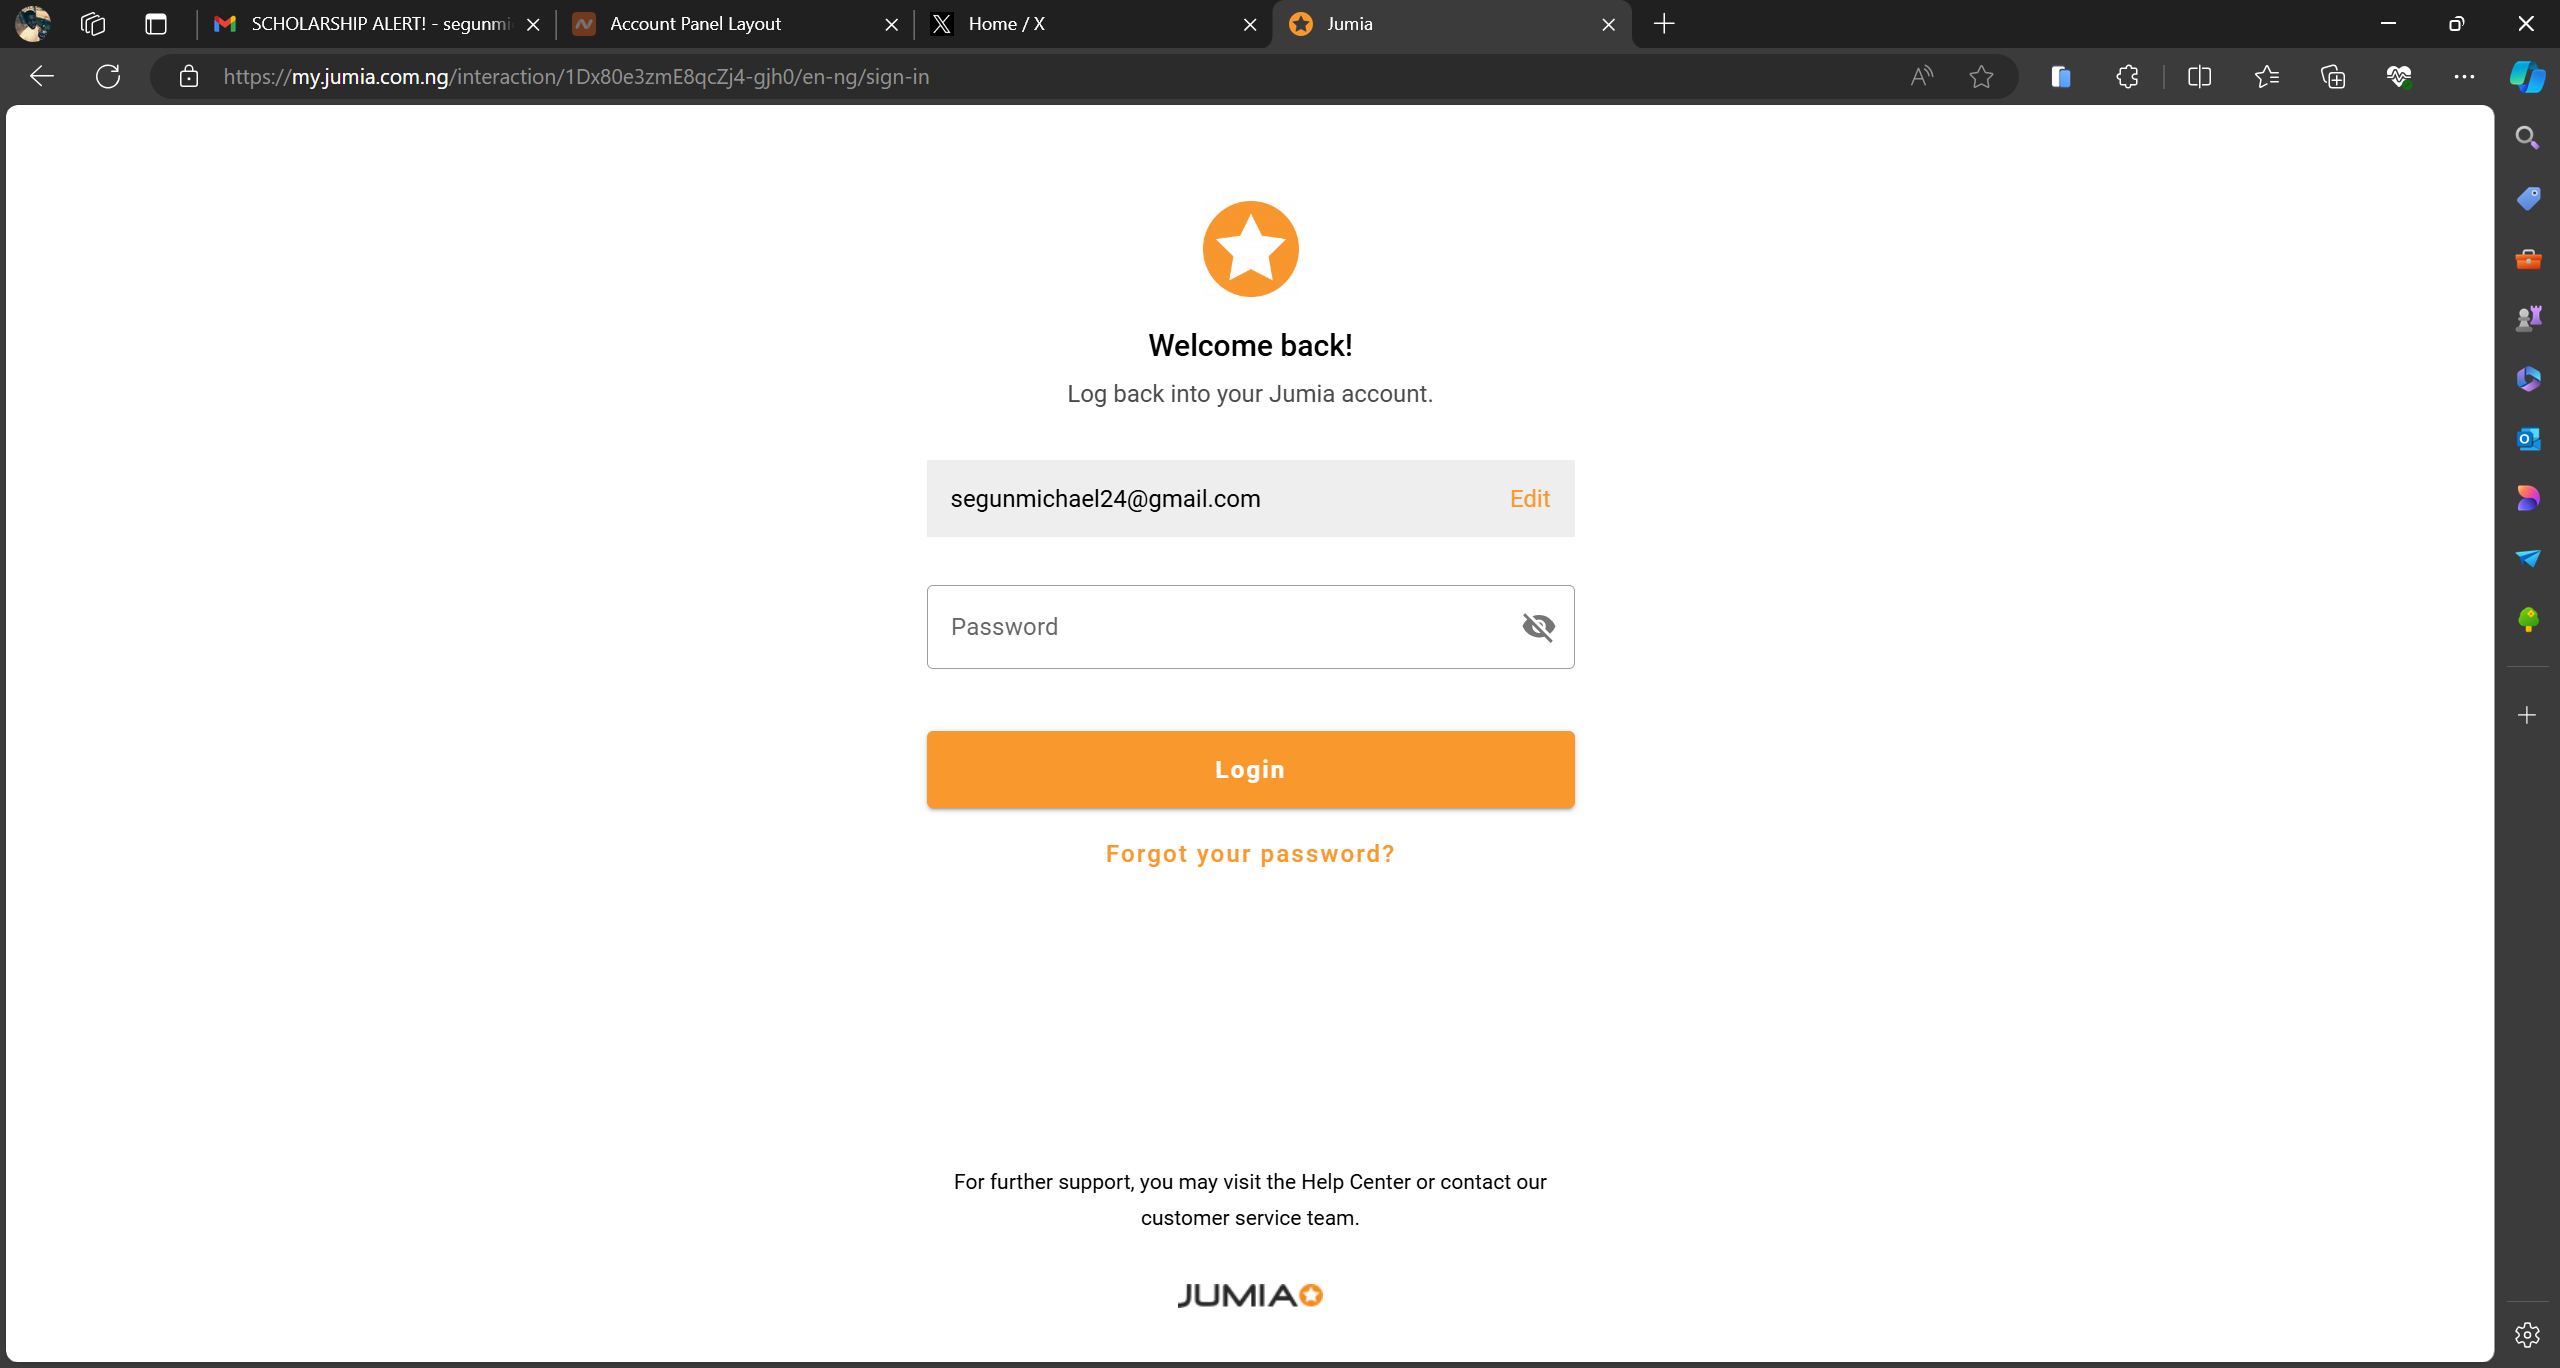 SCHOLARSHIP ALERT! - segunmi
Account Panel Layout
Home / X
Jumia
https://my.jumia.com.ng/interaction/1Dx80e3zmE8qcZj4-gjh0/en-ng/sign-in
Welcome back!
Log back into your Jumia account.
segunmichael24@gmail.com Edit
Password
Login
Forgot your password?
For further support, you may visit the Help Center or contact our
customer service team.
JUMIA